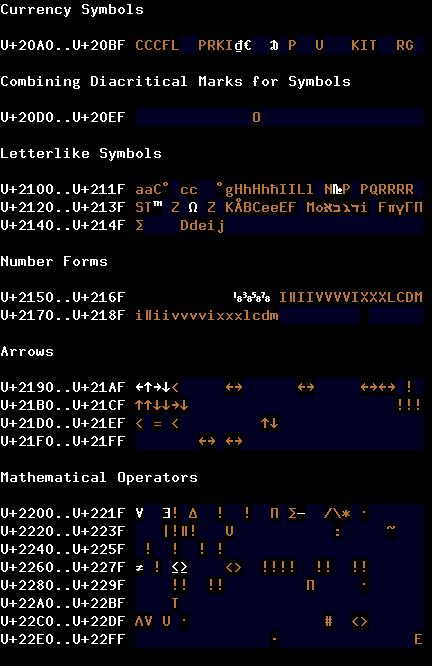 Currency Symbols
U+20A0..U+20BF CCCFL PRKI₫€ ₯ P U KIT RG
Combining Diacritical Marks for Symbols
U+20D0..U+20EF O
Letterlike Symbols
U+2100..U+211F aaC° cc °gHhHhħIILl N№P PQRRRR
U+2120..U+213F ST™ Z Ω Z KÅBCeeEF Moאבגדi FπγΓΠ
U+2140..U+214F Σ Ddeij
Number Forms
U+2150..U+216F ⅛⅜⅝⅞ IⅡIIVVVVIXXXLCDM
U+2170..U+218F iⅡiivvvvixxxlcdm
Arrows
U+2190..U+21AF ←↑→↓< ↔ ↔ ↔↔ !
U+21B0..U+21CF ↑↑↓↓→↓ !!!
U+21D0..U+21EF < = < ↑↓
U+21F0..U+21FF ↔ ↔
Mathematical Operators
U+2200..U+221F ∀ ∃! Δ ! ! Π Σ− /\* ·
U+2220..U+223F |!‖! U : ~
U+2240..U+225F ! ! ! !
U+2260..U+227F ≠ ! ≤≥ <> !!!! !! !!
U+2280..U+229F !! !! Π ·
U+22A0..U+22BF T
U+22C0..U+22DF ΛV U · # <>
U+22E0..U+22FF · E